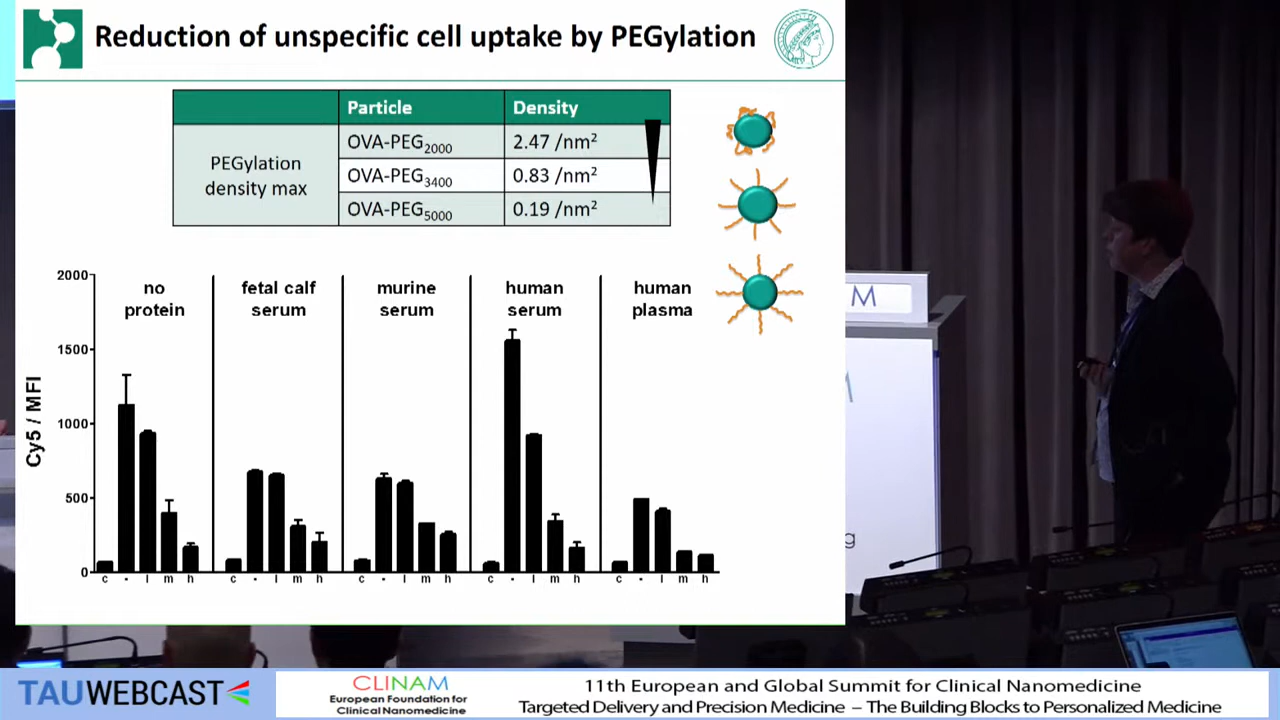 Reduction of unspecific cell uptake by PEGylation
Particle Density
PEGylation density max
OVA-PEG2000 2.47 /nm²
OVA-PEG3400 0.83 /nm²
OVA-PEG5000 0.19 /nm²
no protein
fetal calf serum
murine serum
human serum
human plasma
Cy5 / MFI
2000
1500
1000
500
0
c - l m h c - l m h c - l m h c - l m h c - l m h
M
g
TAUWEBCAST
CLINAM
European Foundation for
Clinical Nanomedicine
11th European and Global Summit for Clinical Nanomedicine
Targeted Delivery and Precision Medicine – The Building Blocks to Personalized Medicine